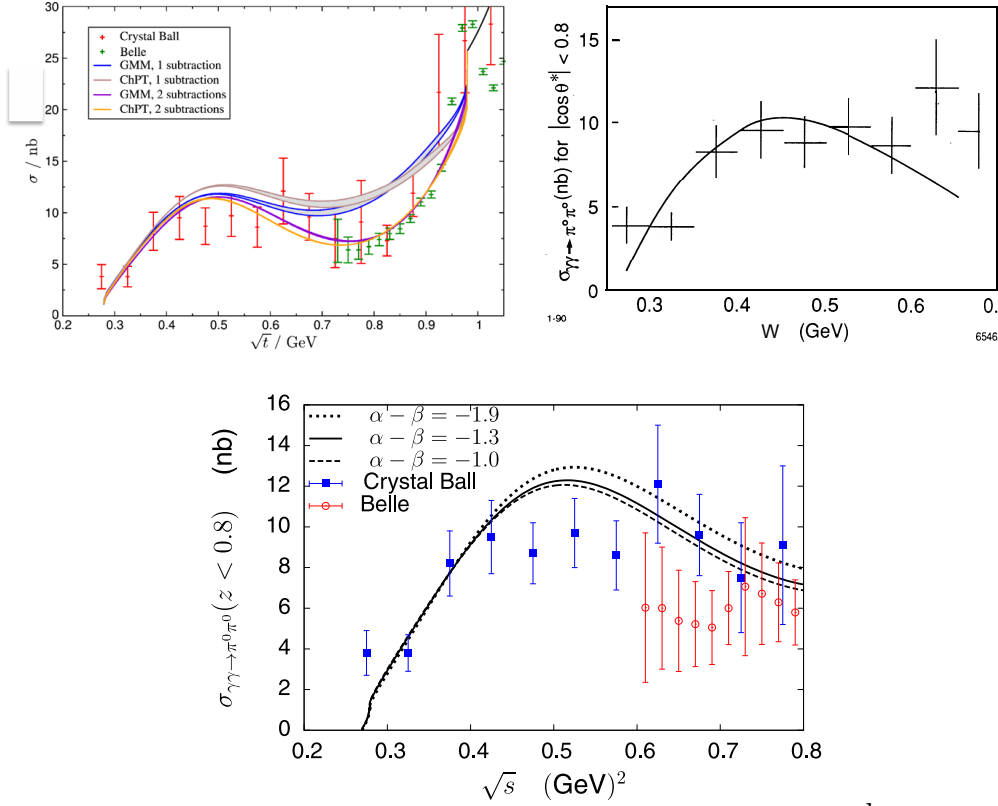 30
25
20
15
10
5
0
σ / nb
Crystal Ball
Belle
GMM, 1 subtraction
ChPT, 1 subtraction
GMM, 2 subtractions
ChPT, 2 subtractions
0.2 0.3 0.4 0.5 0.6 0.7 0.8 0.9 1
√t / GeV
σγγ→π°π°(nb) for |cosθ*| < 0.8
15
10
5
0
0.3 0.4 0.5 0.6 0.
1-90
W (GeV)
6546
16
14
12
10
8
6
4
2
0
σγγ→π⁰π⁰(z < 0.8) (nb)
α − β = −1.9
α − β = −1.3
α − β = −1.0
Crystal Ball
Belle
0.2 0.3 0.4 0.5 0.6 0.7 0.8
√s (GeV)²